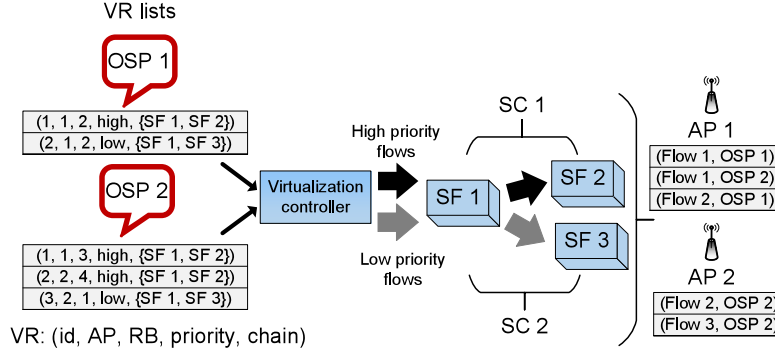 VR lists
OSP 1
(1, 1, 2, high, {SF 1, SF 2})
(2, 1, 2, low, {SF 1, SF 3})
OSP 2
(1, 1, 3, high, {SF 1, SF 2})
(2, 2, 4, high, {SF 1, SF 2})
(3, 2, 1, low, {SF 1, SF 3})
VR: (id, AP, RB, priority, chain)
Virtualization
controller
High priority
flows
Low priority
flows
SC 1
SF 1
SF 2
SF 3
SC 2
AP 1
(Flow 1, OSP 1)
(Flow 1, OSP 2)
(Flow 2, OSP 1)
AP 2
(Flow 2, OSP 2)
(Flow 3, OSP 2)